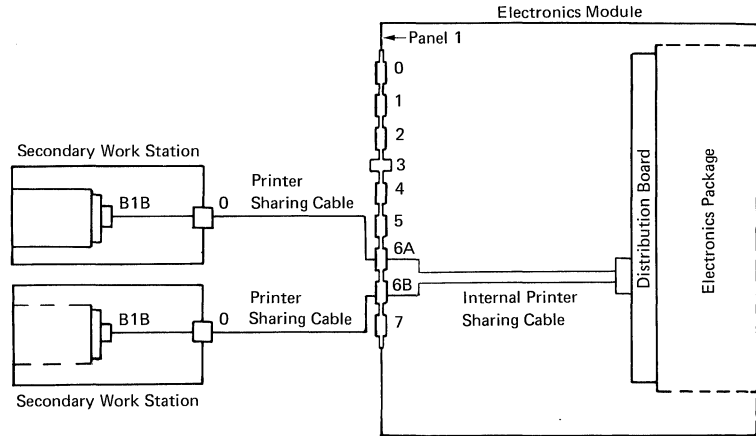 Electronics Module
Panel 1
0
1
2
3
4
5
6A
6B
7
Secondary Work Station
B1B
0
Printer
Sharing Cable
B1B
0
Printer
Sharing Cable
Secondary Work Station
Internal Printer
Sharing Cable
Distribution Board
Electronics Package